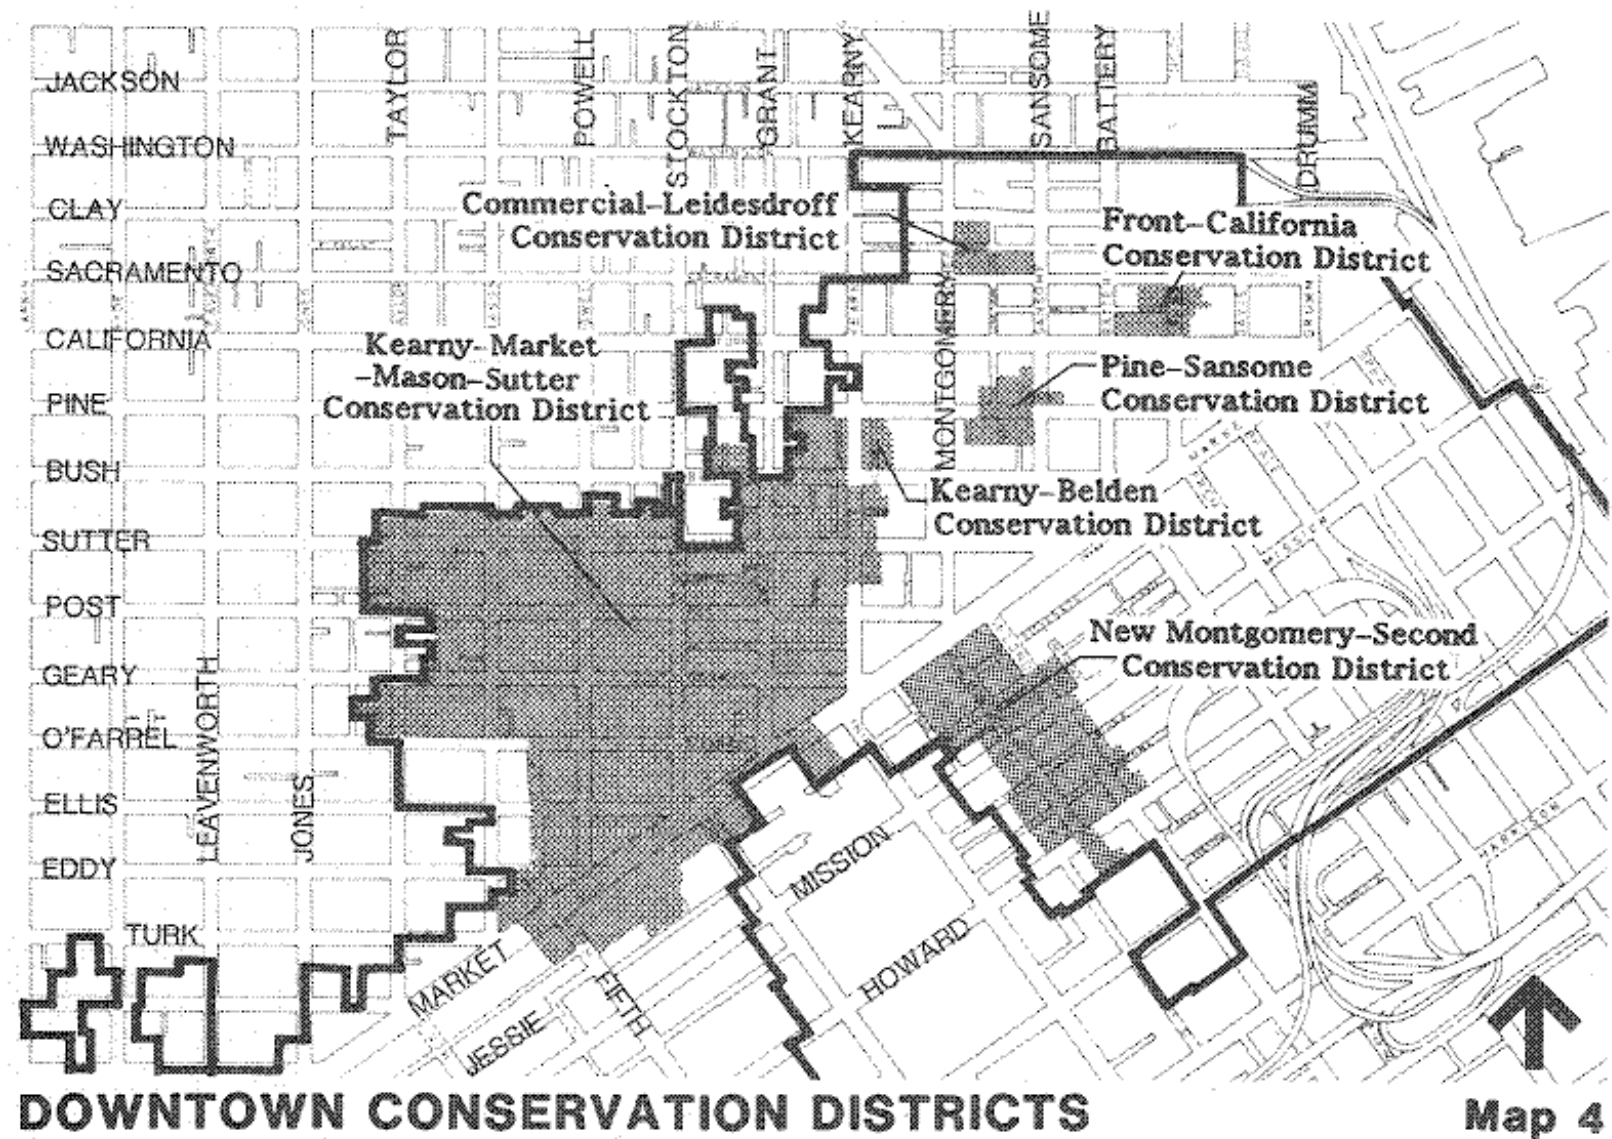 TAYLOR
POWELL
STOCKTON
GRANT
KEARNY
SANSOME
BATTERY
DRUMM
JACKSON
WASHINGTON
CLAY
SACRAMENTO
CALIFORNIA
PINE
BUSH
SUTTER
POST
GEARY
O'FARREL
ELLIS
EDDY
TURK
LEAVENWORTH
JONES
MONTGOMERY
Commercial-Leidesdroff
Conservation District
Front-California
Conservation District
Kearny-Market
-Mason-Sutter
Conservation District
Pine-Sansome
Conservation District
Kearny-Belden
Conservation District
New Montgomery-Second
Conservation District
MARKET
JESSIE
FIFTH
MISSION
HOWARD
MISSION
HARRISON
DOWNTOWN CONSERVATION DISTRICTS
Map 4